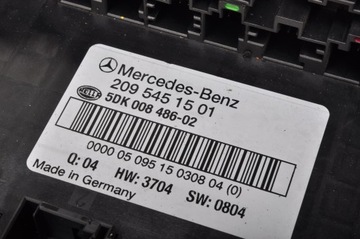 Mercedes-Benz
209 545 15 01
Hella
5DK 008 486-02
0000 05 095 15 0308 04 (0)
Q: 04 HW: 3704 SW: 0804
Made in Germany